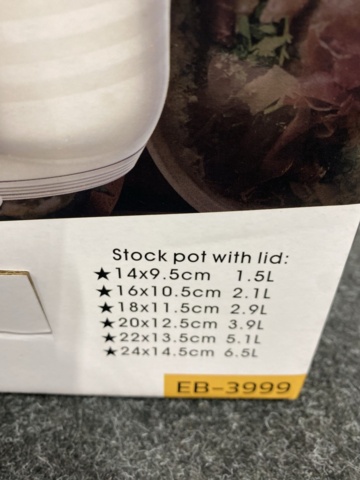 Stock pot with lid:
★14x9.5cm 1.5L
★16x10.5cm 2.1L
★18x11.5cm 2.9L
★20x12.5cm 3.9L
★22x13.5cm 5.1L
★24x14.5cm 6.5L
EB-3999